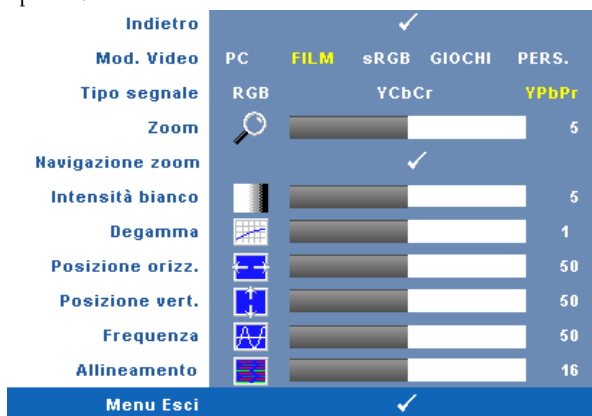 Indietro
Mod. Video PC FILM sRGB GIOCHI PERS.
Tipo segnale RGB YCbCr YPbPr
Zoom 5
Navigazione zoom
Intensità bianco 5
Degamma 1
Posizione orizz. 50
Posizione vert. 50
Frequenza 50
Allineamento 16
Menu Esci